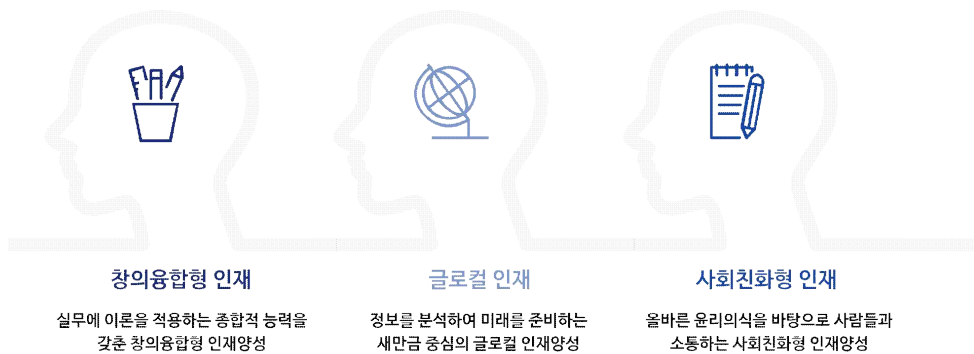 창의융합형 인재
실무에 이론을 적용하는 종합적 능력을
갖춘 창의융합형 인재양성
글로컬 인재
정보를 분석하여 미래를 준비하는
새만금 중심의 글로컬 인재양성
사회친화형 인재
올바른 윤리의식을 바탕으로 사람들과
소통하는 사회친화형 인재양성